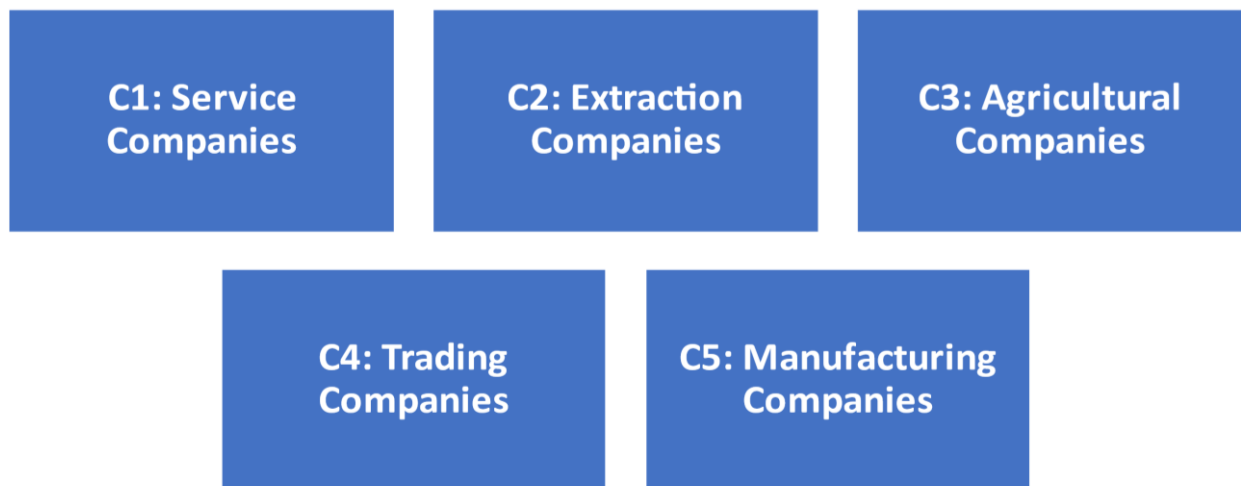 C1: Service
Companies
C2: Extraction
Companies
C3: Agricultural
Companies
C4: Trading
Companies
C5: Manufacturing
Companies